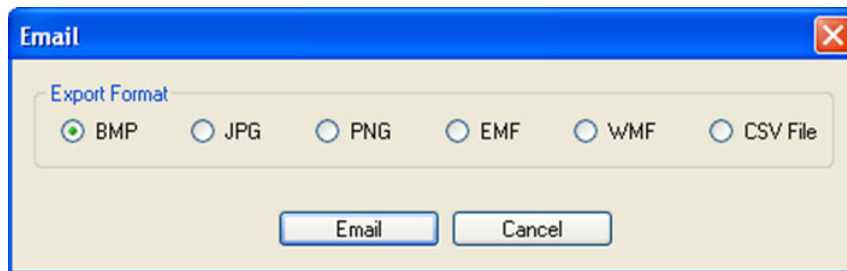 Email
Export Format
BMP JPG PNG EMF WMF CSV File
Email Cancel